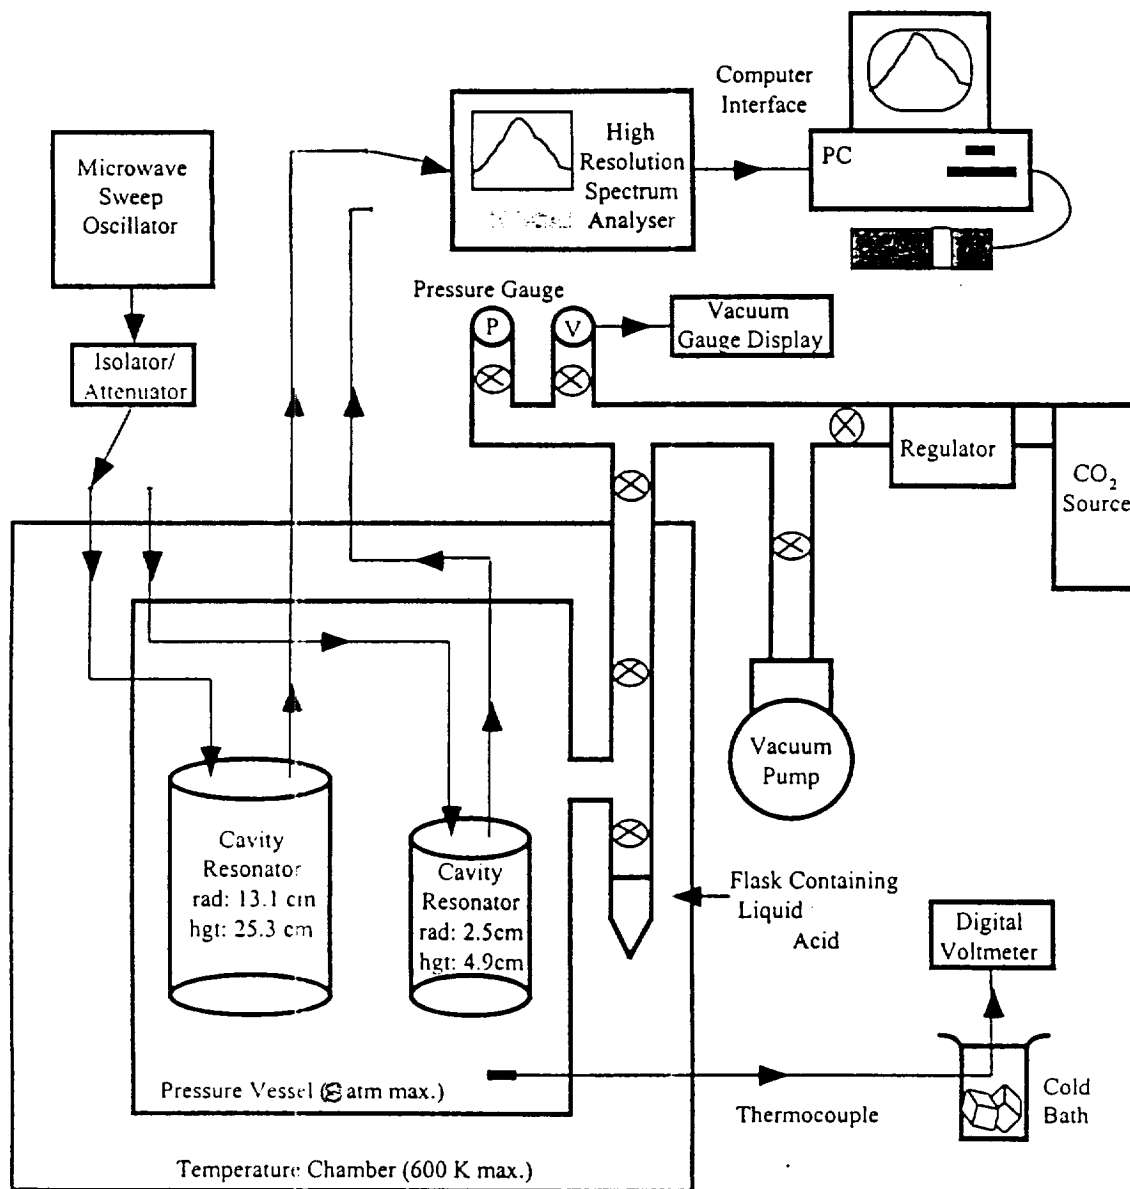 Computer
Interface
Microwave
Sweep
Oscillator
High
Resolution
Spectrum
Analyser
PC
Isolator/
Attenuator
Pressure Gauge
P
V
Vacuum
Gauge Display
Regulator
CO2
Source
Vacuum
Pump
Cavity
Resonator
rad: 13.1 cm
hgt: 25.3 cm
Cavity
Resonator
rad: 2.5cm
hgt: 4.9cm
Flask Containing
Liquid
Acid
Digital
Voltmeter
Pressure Vessel ( atm max.)
Thermocouple
Cold
Bath
Temperature Chamber (600 K max.)